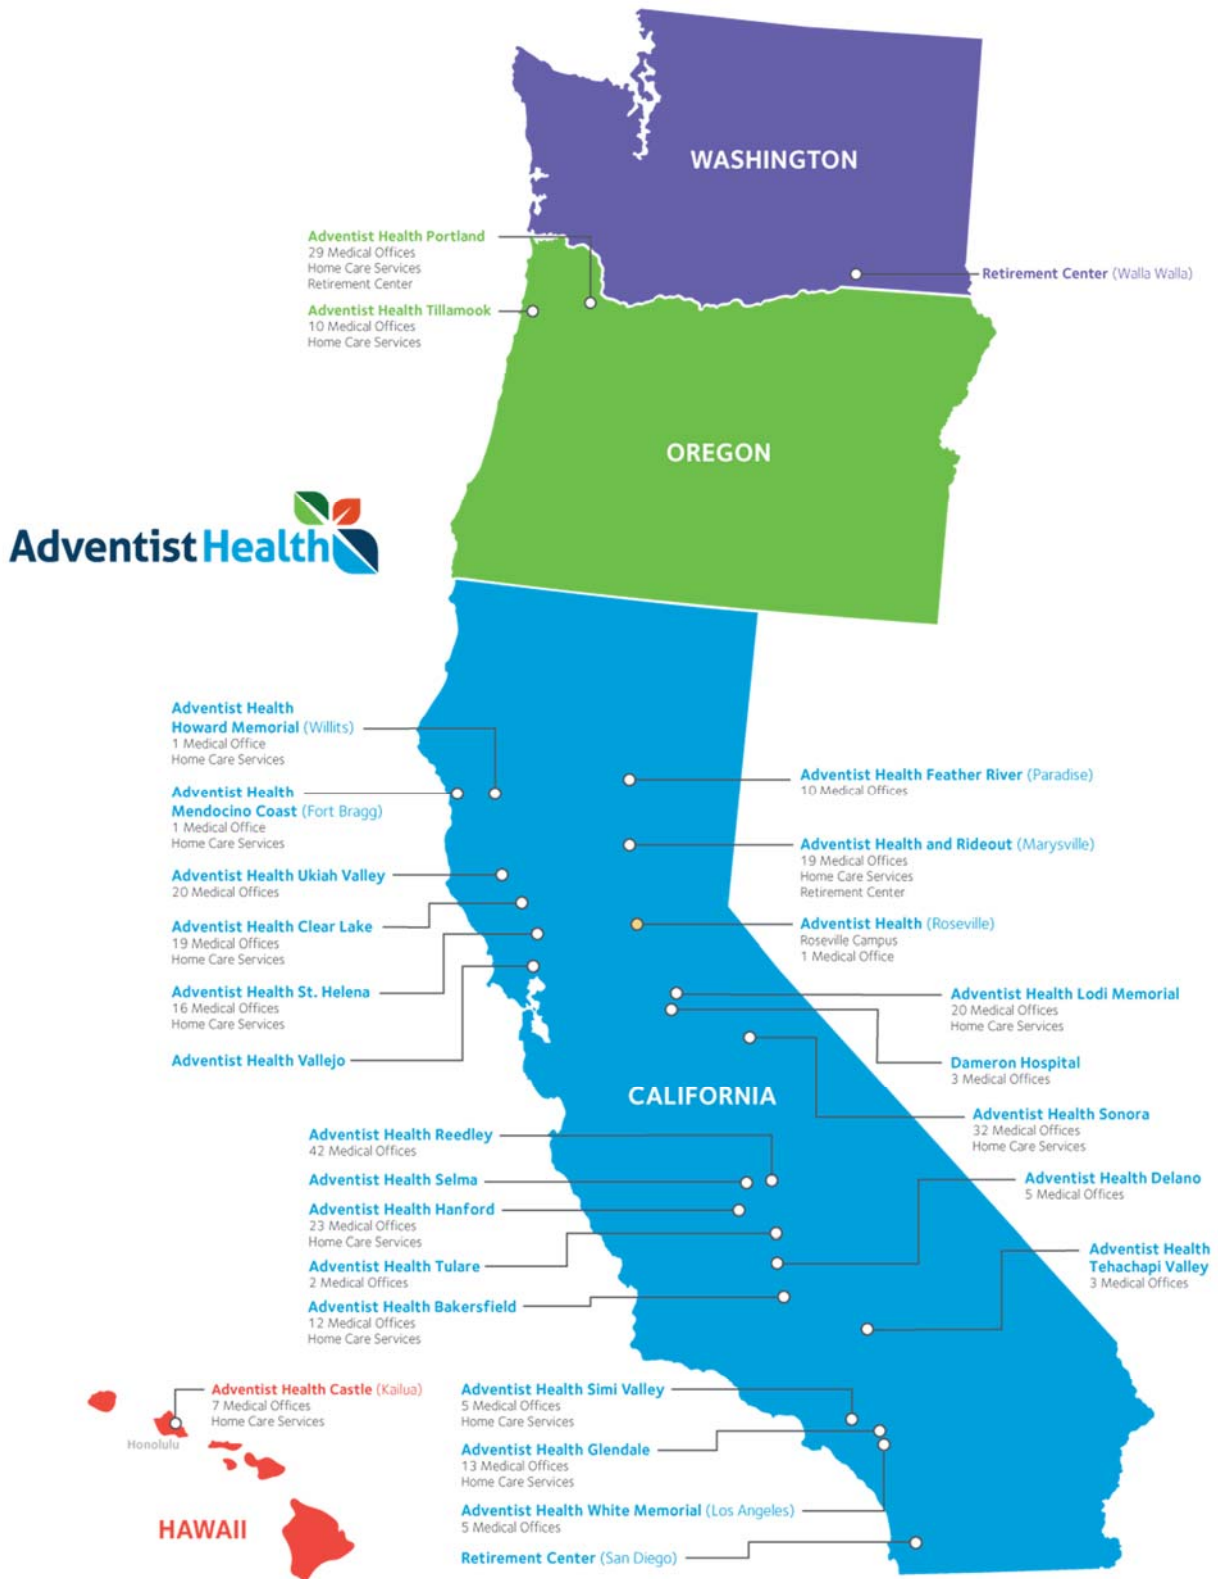 WASHINGTON
Adventist Health Portland
29 Medical Offices
Home Care Services
Retirement Center
Retirement Center (Walla Walla)
Adventist Health Tillamook
10 Medical Offices
Home Care Services
OREGON
AdventistHealth
Adventist Health
Howard Memorial (Willits)
1 Medical Office
Home Care Services
Adventist Health
Mendocino Coast (Fort Bragg)
1 Medical Office
Home Care Services
Adventist Health Ukiah Valley
20 Medical Offices
Adventist Health Clear Lake
19 Medical Offices
Home Care Services
Adventist Health St. Helena
16 Medical Offices
Home Care Services
Adventist Health Vallejo
Adventist Health Feather River (Paradise)
10 Medical Offices
Adventist Health and Rideout (Marysville)
19 Medical Offices
Home Care Services
Retirement Center
Adventist Health (Roseville)
Roseville Campus
1 Medical Office
Adventist Health Lodi Memorial
20 Medical Offices
Home Care Services
Dameron Hospital
3 Medical Offices
CALIFORNIA
Adventist Health Sonora
32 Medical Offices
Home Care Services
Adventist Health Reedley
42 Medical Offices
Adventist Health Selma
Adventist Health Hanford
23 Medical Offices
Home Care Services
Adventist Health Tulare
2 Medical Offices
Adventist Health Bakersfield
12 Medical Offices
Home Care Services
Adventist Health Delano
5 Medical Offices
Adventist Health
Tehachapi Valley
3 Medical Offices
Adventist Health Castle (Kailua)
7 Medical Offices
Home Care Services
Honolulu
HAWAII
Adventist Health Simi Valley
5 Medical Offices
Home Care Services
Adventist Health Glendale
13 Medical Offices
Home Care Services
Adventist Health White Memorial (Los Angeles)
5 Medical Offices
Retirement Center (San Diego)